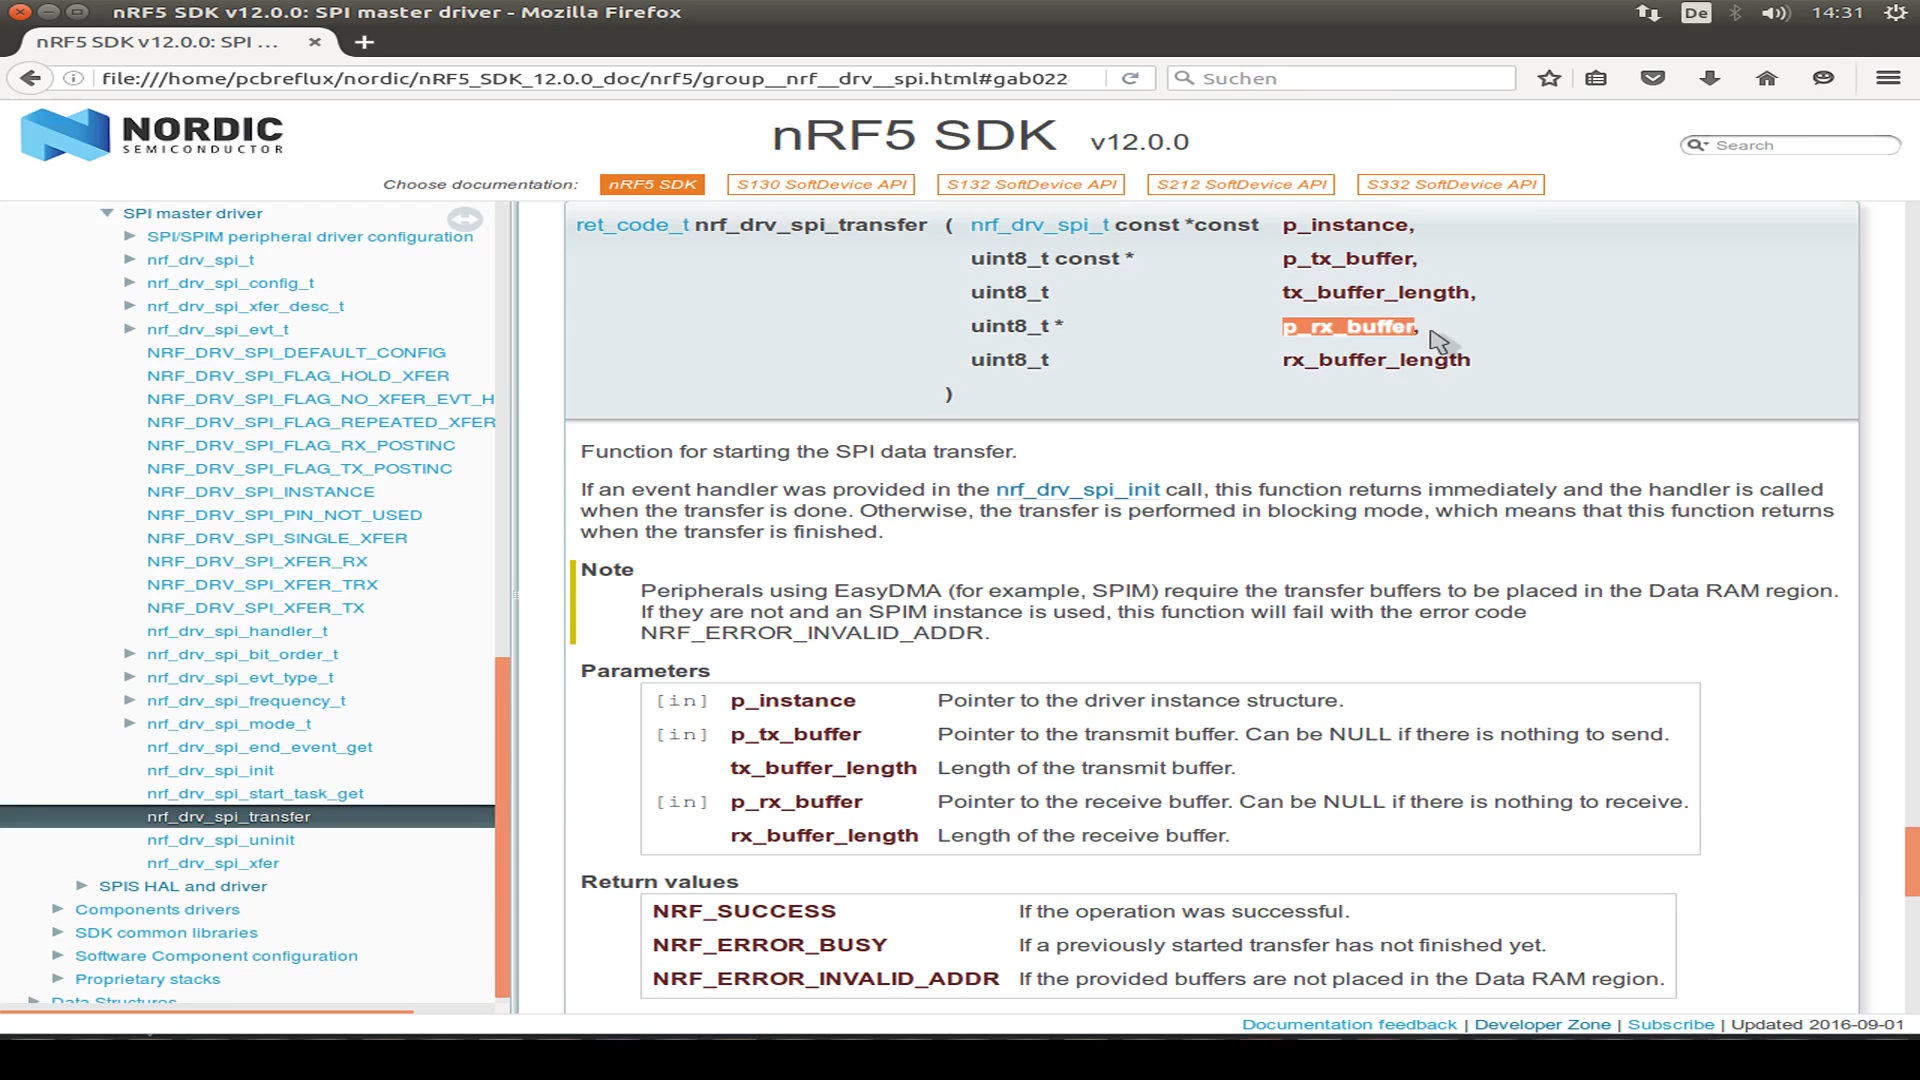 nRF5 SDK v12.0.0: SPI master driver - Mozilla Firefox
De
14:31
nRF5 SDK v12.0.0: SPI ...
file:///home/pcbreflux/nordic/nRF5_SDK_12.0.0_doc/nrf5/group__nrf__drv__spi.html#gab022
Suchen
NORDIC
SEMICONDUCTOR
nRF5 SDK v12.0.0
Search
Choose documentation: nRF5 SDK S130 SoftDevice API S132 SoftDevice API S212 SoftDevice API S332 SoftDevice API
SPI master driver
SPI/SPIM peripheral driver configuration
nrf_drv_spi_t
nrf_drv_spi_config_t
nrf_drv_spi_xfer_desc_t
nrf_drv_spi_evt_t
NRF_DRV_SPI_DEFAULT_CONFIG
NRF_DRV_SPI_FLAG_HOLD_XFER
NRF_DRV_SPI_FLAG_NO_XFER_EVT_H
NRF_DRV_SPI_FLAG_REPEATED_XFER
NRF_DRV_SPI_FLAG_RX_POSTINC
NRF_DRV_SPI_FLAG_TX_POSTINC
NRF_DRV_SPI_INSTANCE
NRF_DRV_SPI_PIN_NOT_USED
NRF_DRV_SPI_SINGLE_XFER
NRF_DRV_SPI_XFER_RX
NRF_DRV_SPI_XFER_TRX
NRF_DRV_SPI_XFER_TX
nrf_drv_spi_handler_t
nrf_drv_spi_bit_order_t
nrf_drv_spi_evt_type_t
nrf_drv_spi_frequency_t
nrf_drv_spi_mode_t
nrf_drv_spi_end_event_get
nrf_drv_spi_init
nrf_drv_spi_start_task_get
nrf_drv_spi_transfer
nrf_drv_spi_uninit
nrf_drv_spi_xfer
SPIS HAL and driver
Components drivers
SDK common libraries
Software Component configuration
Proprietary stacks
Data Structures
ret_code_t nrf_drv_spi_transfer ( nrf_drv_spi_t const *const p_instance,
uint8_t const * p_tx_buffer,
uint8_t tx_buffer_length,
uint8_t * p_rx_buffer,
uint8_t rx_buffer_length
)
Function for starting the SPI data transfer.
If an event handler was provided in the nrf_drv_spi_init call, this function returns immediately and the handler is called
when the transfer is done. Otherwise, the transfer is performed in blocking mode, which means that this function returns
when the transfer is finished.
Note
Peripherals using EasyDMA (for example, SPIM) require the transfer buffers to be placed in the Data RAM region.
If they are not and an SPIM instance is used, this function will fail with the error code
NRF_ERROR_INVALID_ADDR.
Parameters
[in] p_instance Pointer to the driver instance structure.
[in] p_tx_buffer Pointer to the transmit buffer. Can be NULL if there is nothing to send.
tx_buffer_length Length of the transmit buffer.
[in] p_rx_buffer Pointer to the receive buffer. Can be NULL if there is nothing to receive.
rx_buffer_length Length of the receive buffer.
Return values
NRF_SUCCESS If the operation was successful.
NRF_ERROR_BUSY If a previously started transfer has not finished yet.
NRF_ERROR_INVALID_ADDR If the provided buffers are not placed in the Data RAM region.
Documentation feedback | Developer Zone | Subscribe | Updated 2016-09-01